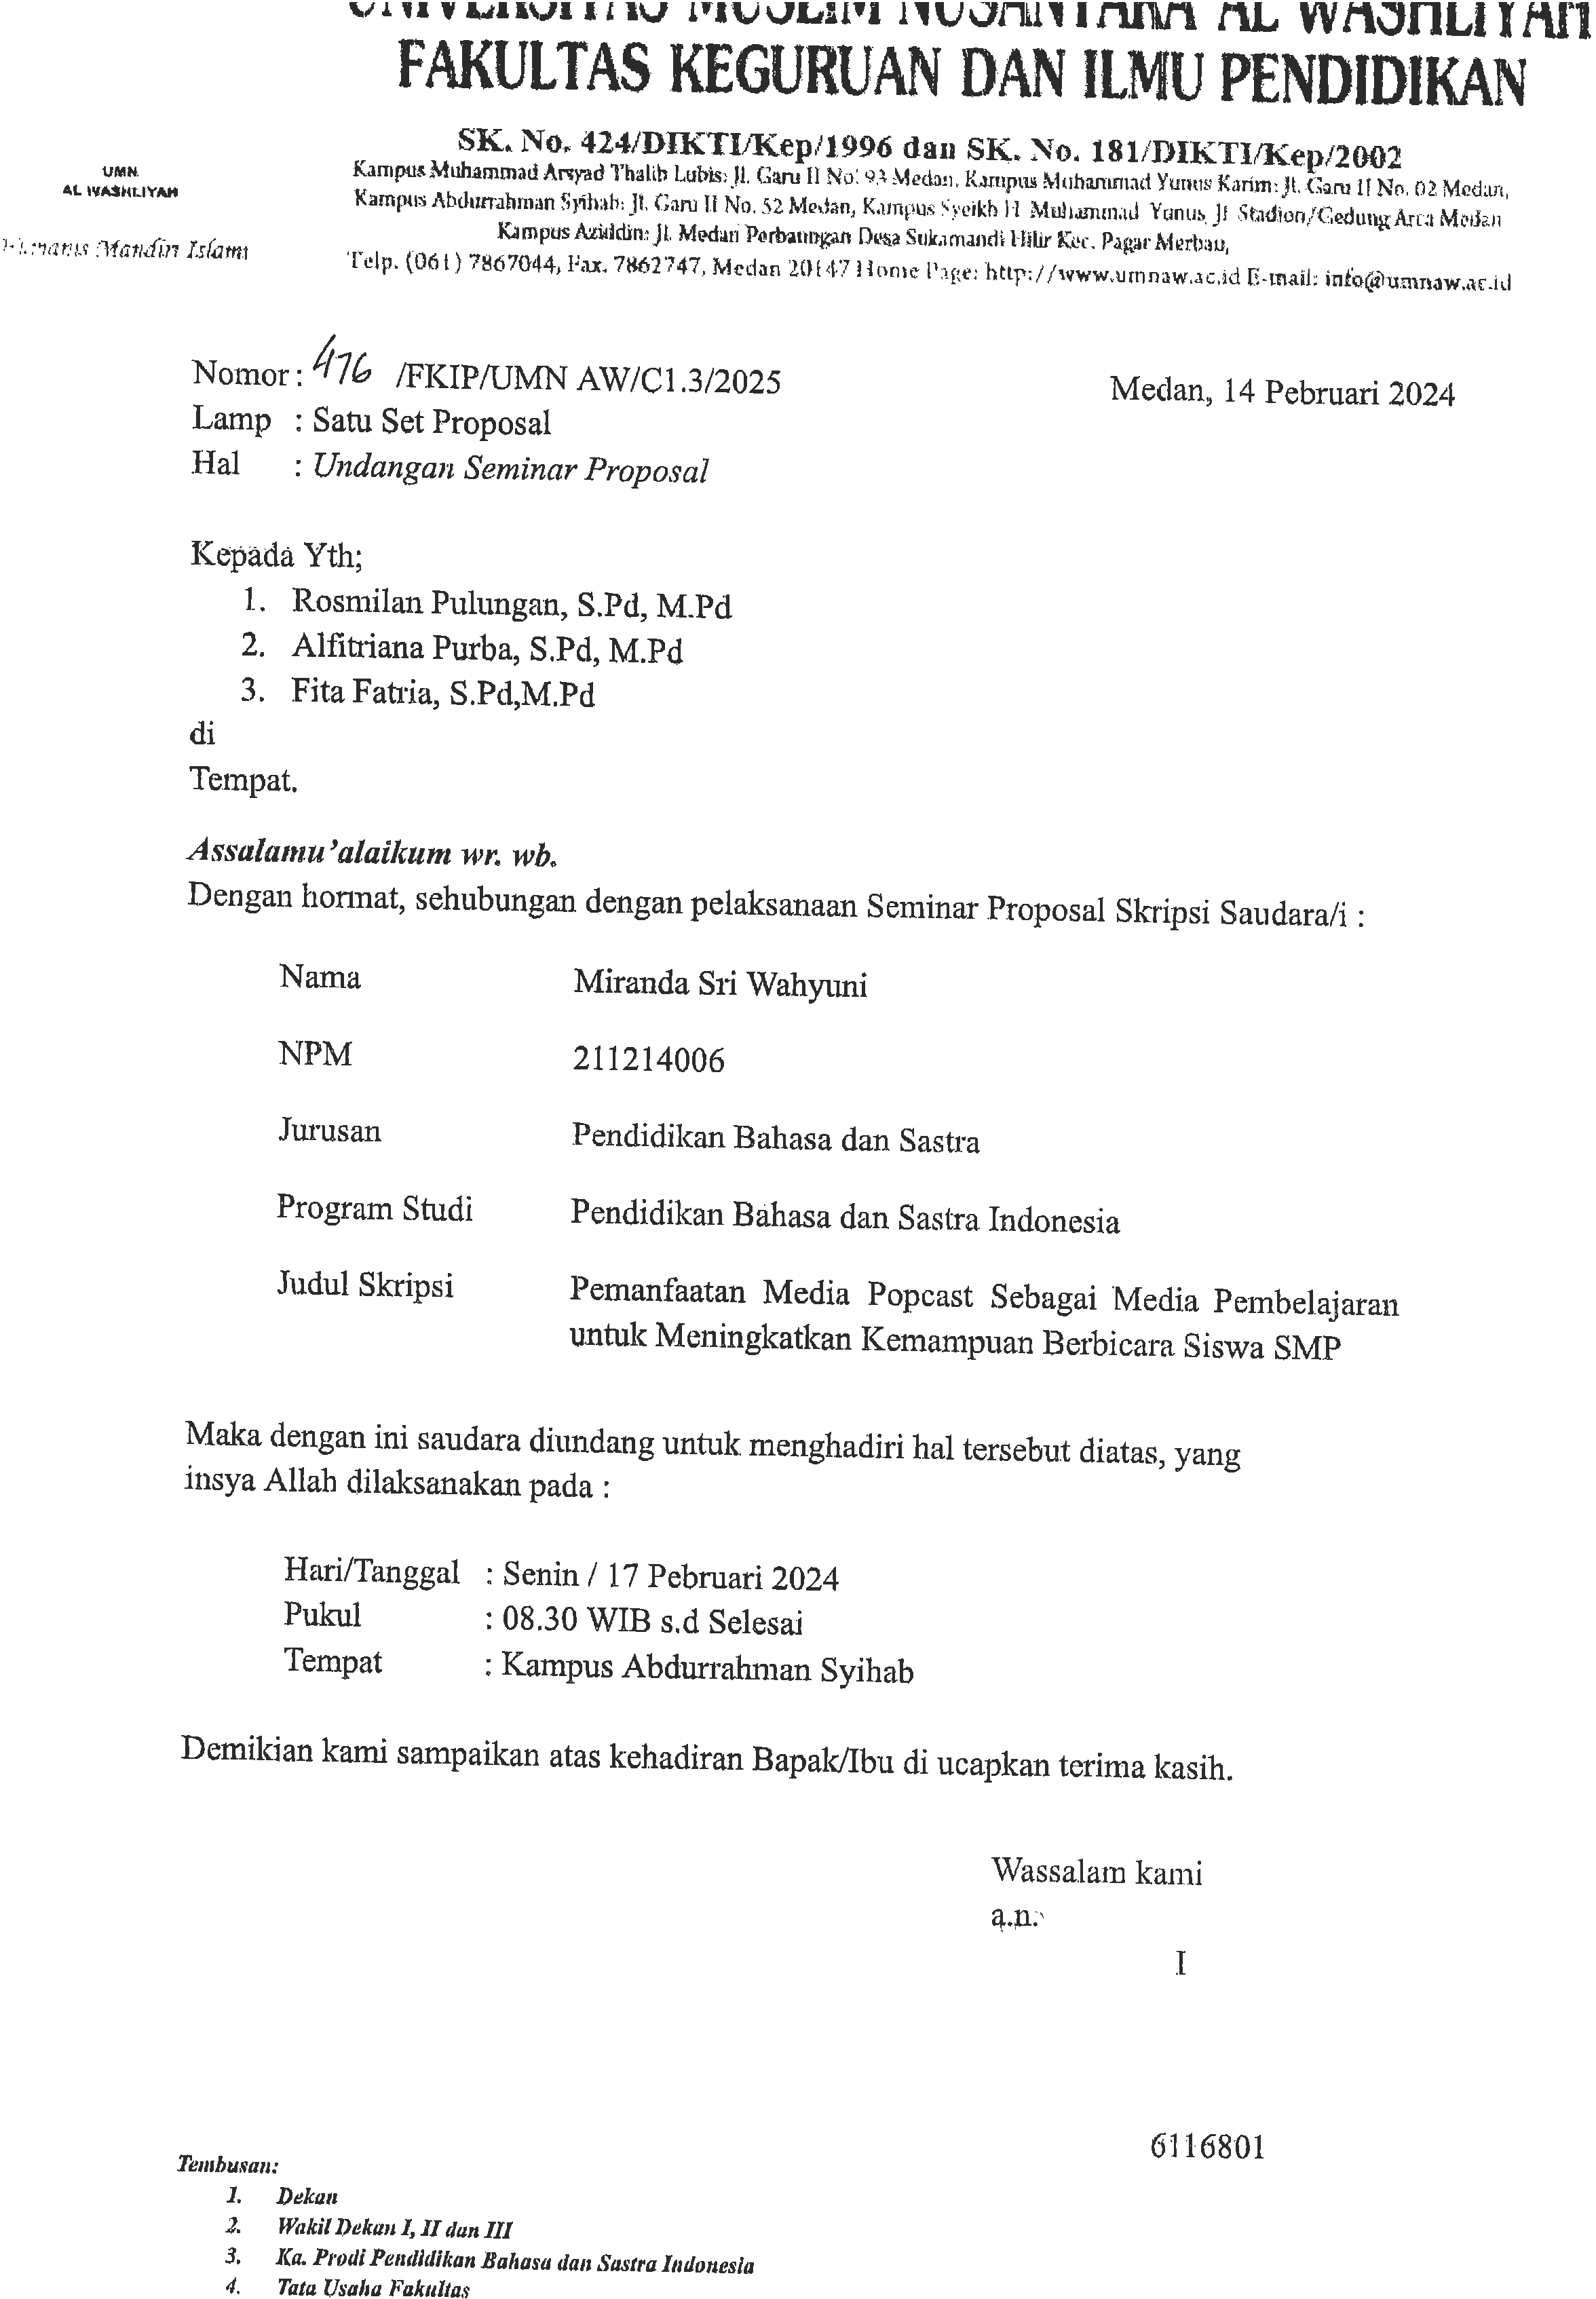 UNIVERSITAS MUSLIM NUSANTARA AL WASHLIYAH
FAKULTAS KEGURUAN DAN ILMU PENDIDIKAN
SK. No. 424/DIKTI/Kep/1996 dan SK. No. 181/DIKTI/Kep/2002
UMN
AL WASHLIYAH
Mandiri Islami
Kampus Muhammad Arsyad Thalib Lubis: Jl. Garu II No. 93 Medan, Kampus Muhammad Yunus Karim: Jl. Garu II No. 02 Medan,
Kampus Abdurrahman Syihab: Jl. Garu II No. 52 Medan, Kampus Syeikh H Muhammad Yunus, Jl Stadion/Gedung Arca Medan
Kampus Aziddin: Jl. Medan Perbaungan Desa Sukamandi Hilir Kec. Pagar Merbau,
Telp. (061) 7867044, Fax. 7862747, Medan 20147 Home Page: http://www.umnaw.ac.id E-mail: info@umnaw.ac.id
Nomor : 476 /FKIP/UMN AW/C1.3/2025 Medan, 14 Pebruari 2024
Lamp : Satu Set Proposal
Hal : Undangan Seminar Proposal
Kepada Yth;
1. Rosmilan Pulungan, S.Pd, M.Pd
2. Alfitriana Purba, S.Pd, M.Pd
3. Fita Fatria, S.Pd,M.Pd
di
Tempat.
Assalamu'alaikum wr. wb.
Dengan hormat, sehubungan dengan pelaksanaan Seminar Proposal Skripsi Saudara/i :
Nama Miranda Sri Wahyuni
NPM 211214006
Jurusan Pendidikan Bahasa dan Sastra
Program Studi Pendidikan Bahasa dan Sastra Indonesia
Judul Skripsi Pemanfaatan Media Popcast Sebagai Media Pembelajaran
untuk Meningkatkan Kemampuan Berbicara Siswa SMP
Maka dengan ini saudara diundang untuk menghadiri hal tersebut diatas, yang
insya Allah dilaksanakan pada :
Hari/Tanggal : Senin / 17 Pebruari 2024
Pukul : 08.30 WIB s.d Selesai
Tempat : Kampus Abdurrahman Syihab
Demikian kami sampaikan atas kehadiran Bapak/Ibu di ucapkan terima kasih.
Wassalam kami
a.n.
I
6116801
Tembusan:
1. Dekan
2. Wakil Dekan I, II dan III
3. Ka. Prodi Pendidikan Bahasa dan Sastra Indonesia
4. Tata Usaha Fakultas